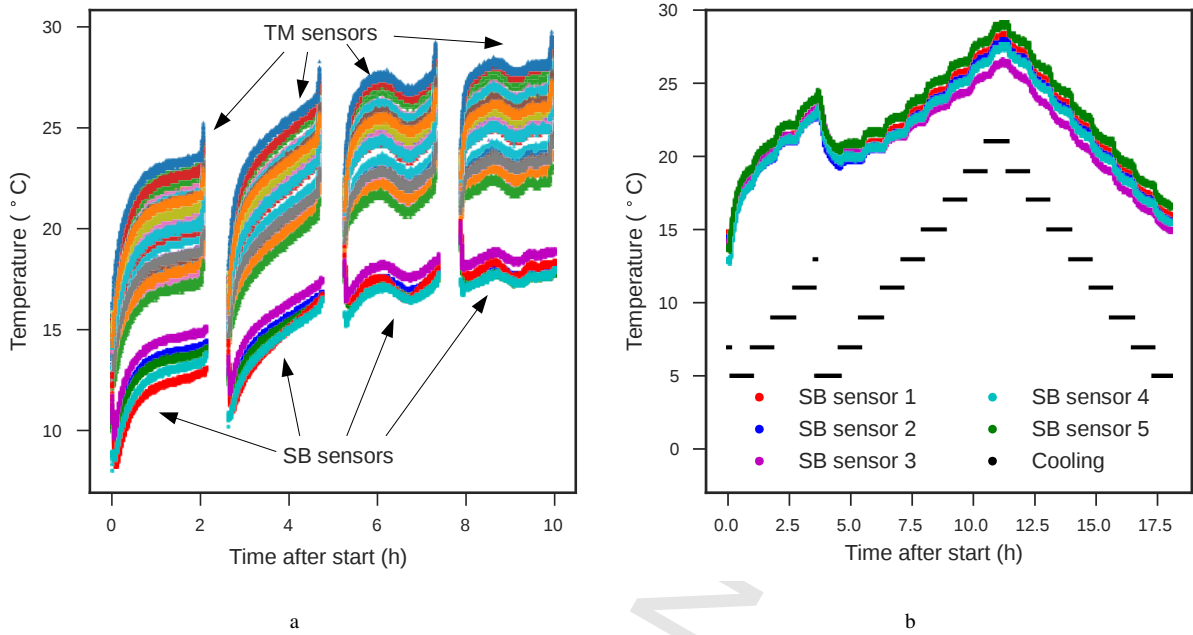 30
25
20
15
10
0
2
4
6
8
10
Temperature ( °C)
Time after start (h)
TM sensors
SB sensors
a
30
25
20
15
10
5
0
0.0
2.5
5.0
7.5
10.0
12.5
15.0
17.5
Temperature ( °C)
Time after start (h)
SB sensor 1
SB sensor 2
SB sensor 3
SB sensor 4
SB sensor 5
Cooling
b